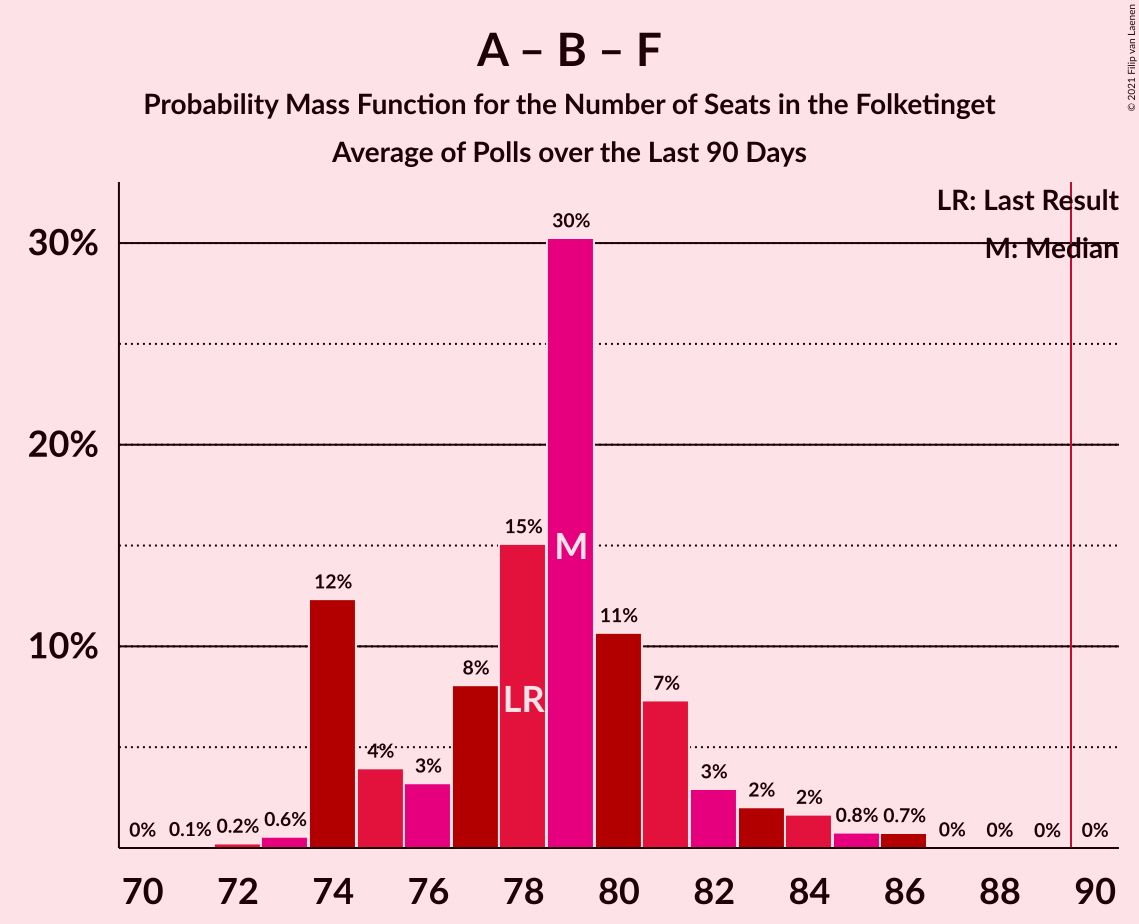 A – B – F
Probability Mass Function for the Number of Seats in the Folketinget
Average of Polls over the Last 90 Days
© 2021 Filip van Laenen
LR: Last Result
M: Median
30%
20%
10%
0%
0.1%
0.2%
0.6%
12%
4%
3%
8%
15%
30%
11%
7%
3%
2%
2%
0.8%
0.7%
0%
0%
0%
0%
LR
M
70 72 74 76 78 80 82 84 86 88 90